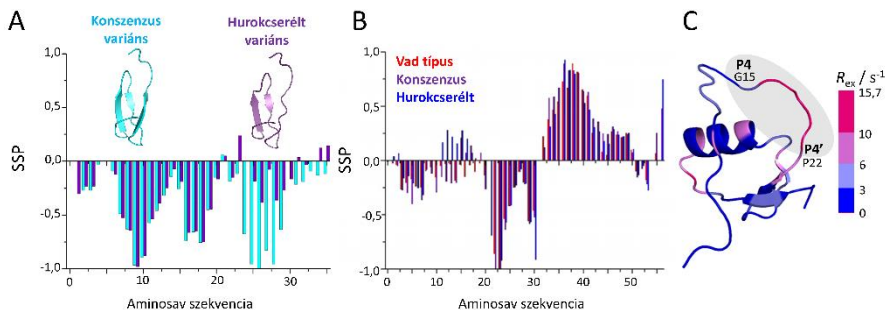 A
Konszenzus
variáns
Hurokcserélt
variáns
SSP
1,0
0,5
0,0
-0,5
-1,0
0
10
20
30
Aminosav szekvencia
B
Vad típus
Konszenzus
Hurokcserélt
SSP
1,0
0,5
0,0
-0,5
-1,0
0
10
20
30
40
50
Aminosav szekvencia
C
P4
G15
P4′
P22
Rex / s-1
15,7
10
6
3
0